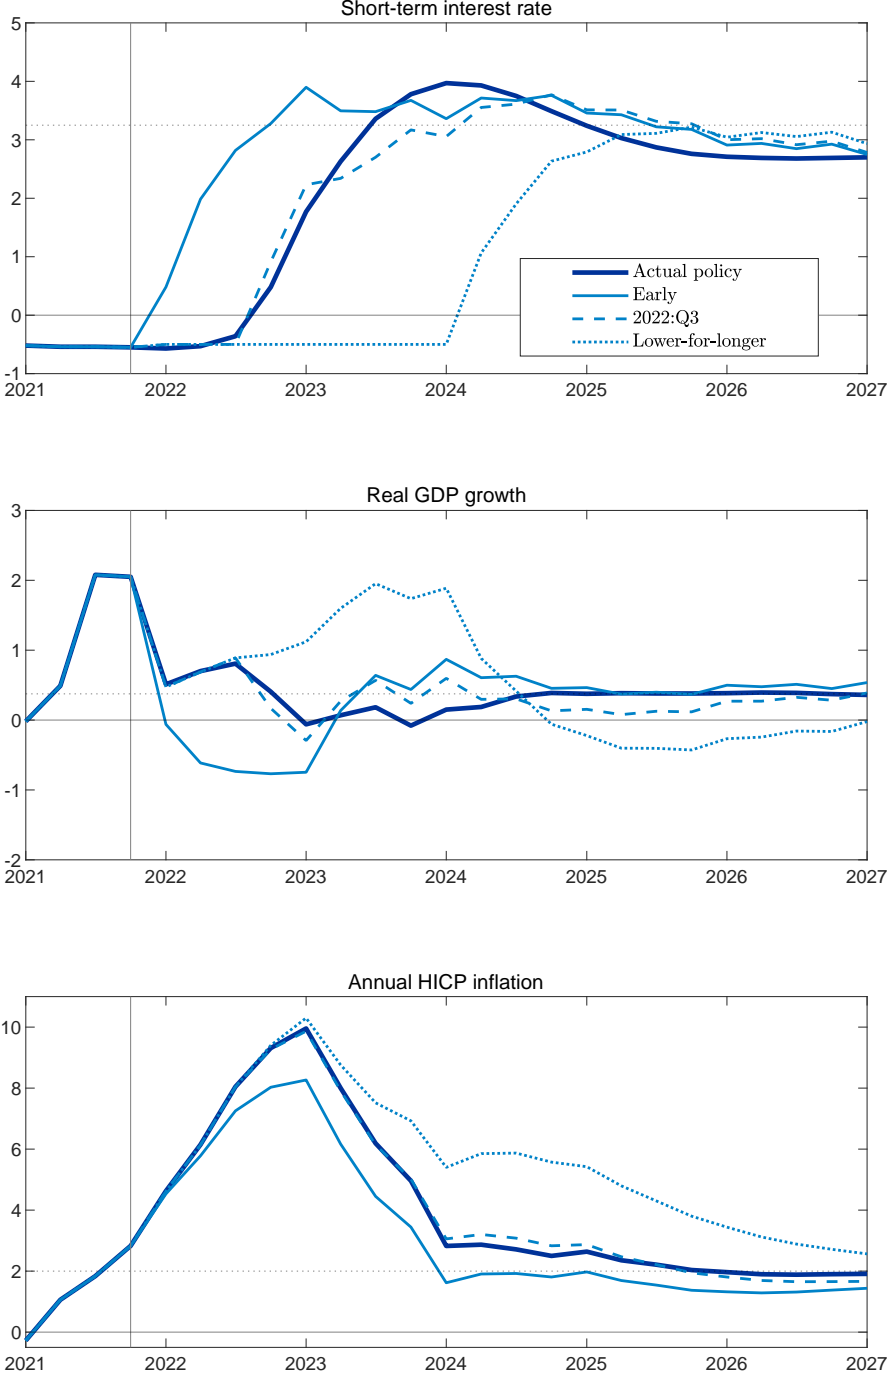 Short-term interest rate
5
4
3
2
1
0
-1
2021 2022 2023 2024 2025 2026 2027
Actual policy
Early
2022:Q3
Lower-for-longer
Real GDP growth
3
2
1
0
-1
-2
2021 2022 2023 2024 2025 2026 2027
Annual HICP inflation
10
8
6
4
2
0
2021 2022 2023 2024 2025 2026 2027